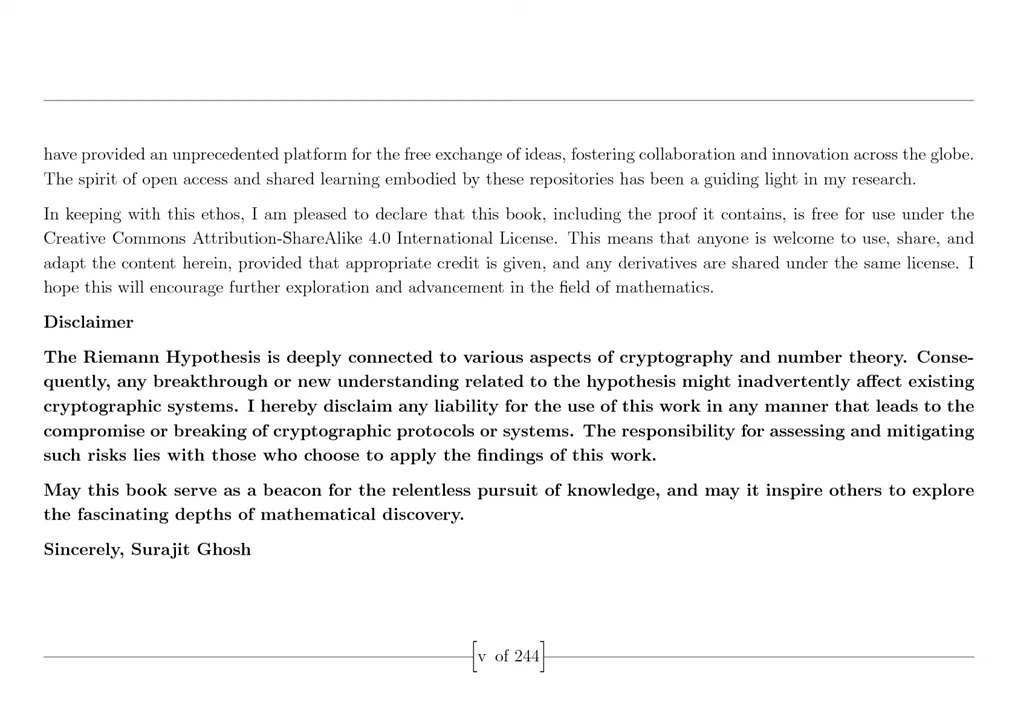 have provided an unprecedented platform for the free exchange of ideas, fostering collaboration and innovation across the globe.
The spirit of open access and shared learning embodied by these repositories has been a guiding light in my research.
In keeping with this ethos, I am pleased to declare that this book, including the proof it contains, is free for use under the
Creative Commons Attribution-ShareAlike 4.0 International License. This means that anyone is welcome to use, share, and
adapt the content herein, provided that appropriate credit is given, and any derivatives are shared under the same license. I
hope this will encourage further exploration and advancement in the field of mathematics.
Disclaimer
The Riemann Hypothesis is deeply connected to various aspects of cryptography and number theory. Conse-
quently, any breakthrough or new understanding related to the hypothesis might inadvertently affect existing
cryptographic systems. I hereby disclaim any liability for the use of this work in any manner that leads to the
compromise or breaking of cryptographic protocols or systems. The responsibility for assessing and mitigating
such risks lies with those who choose to apply the findings of this work.
May this book serve as a beacon for the relentless pursuit of knowledge, and may it inspire others to explore
the fascinating depths of mathematical discovery.
Sincerely, Surajit Ghosh
[v of 244]